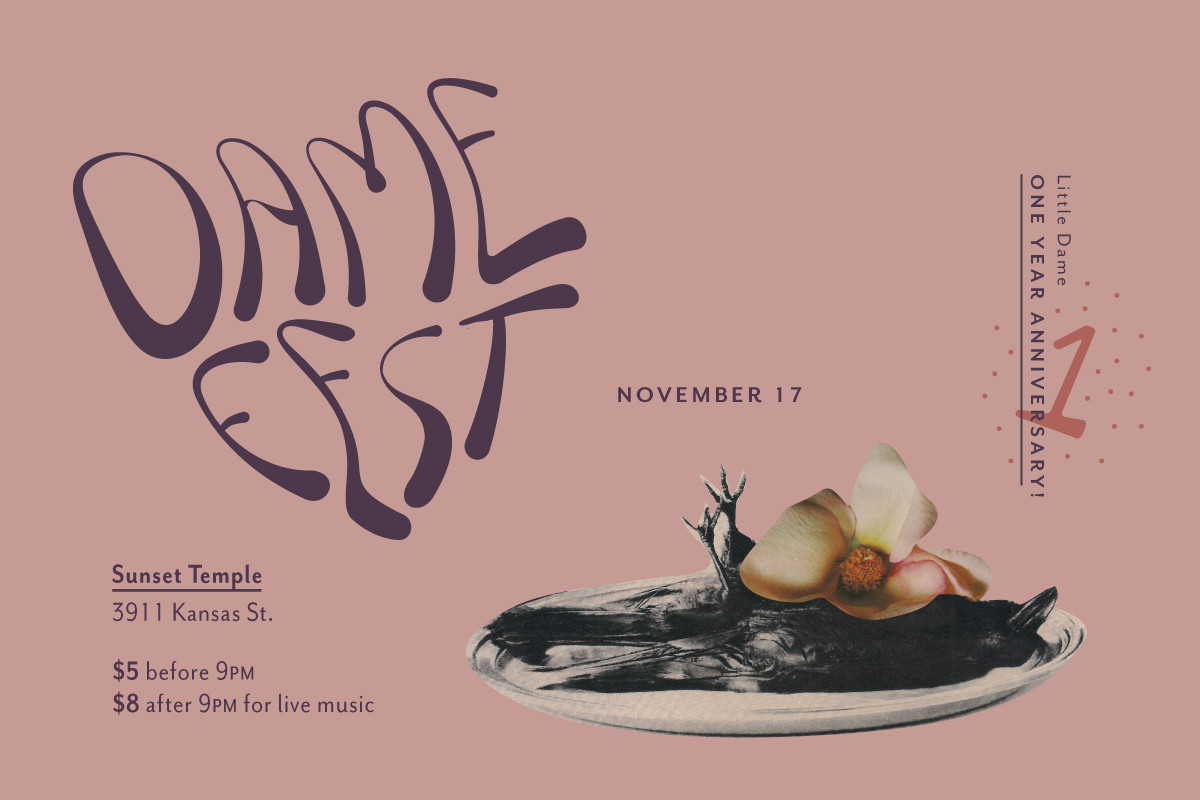 DAME
FEST
NOVEMBER 17
Little Dame
ONE YEAR ANNIVERSARY!
1
Sunset Temple
3911 Kansas St.
$5 before 9PM
$8 after 9PM for live music